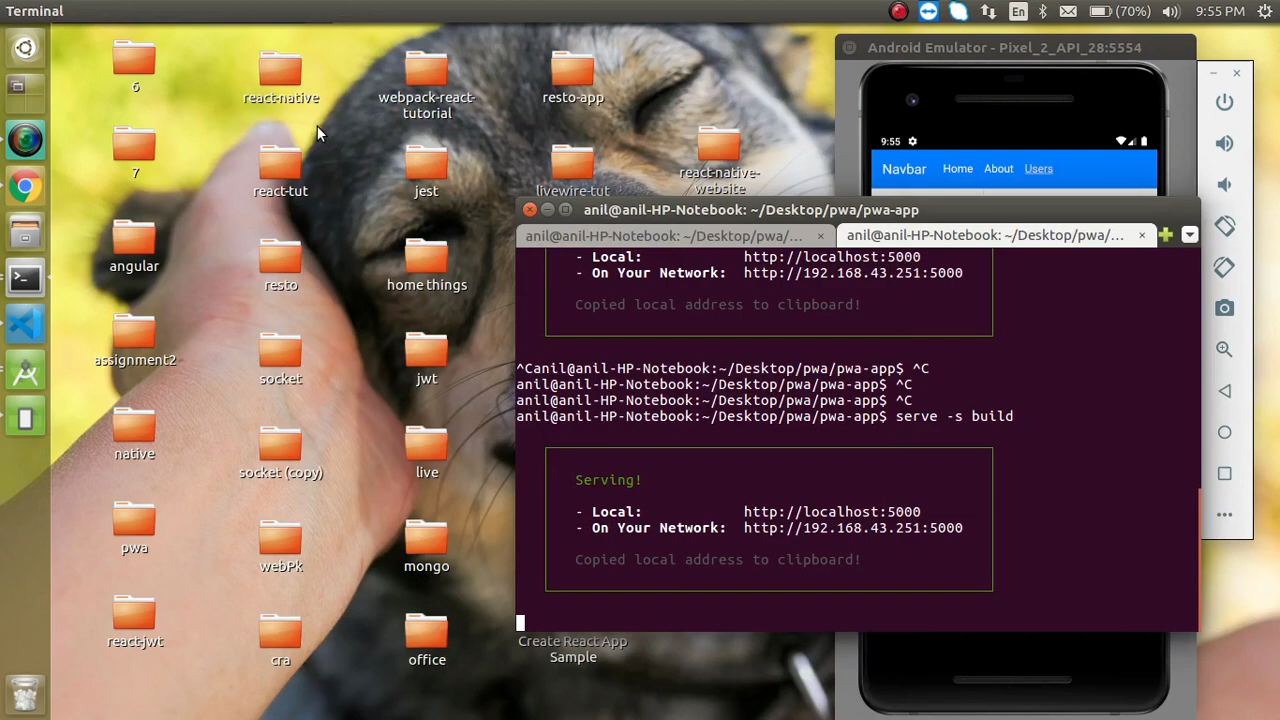 Terminal
En
(70%)
9:55 PM
6
react-native
webpack-react-
tutorial
resto-app
7
react-tut
jest
livewire-tut
react-native-
website
angular
resto
home things
assignment2
socket
jwt
native
socket (copy)
live
pwa
webPk
mongo
react-jwt
cra
office
Create React App
Sample
Android Emulator - Pixel_2_API_28:5554
9:55
Navbar Home About Users
anil@anil-HP-Notebook: ~/Desktop/pwa/pwa-app
anil@anil-HP-Notebook: ~/Desktop/pwa/... ×
anil@anil-HP-Notebook: ~/Desktop/pwa/... ×
- Local: http://localhost:5000
- On Your Network: http://192.168.43.251:5000
Copied local address to clipboard!
^Canil@anil-HP-Notebook:~/Desktop/pwa/pwa-app$ ^C
anil@anil-HP-Notebook:~/Desktop/pwa/pwa-app$ ^C
anil@anil-HP-Notebook:~/Desktop/pwa/pwa-app$ ^C
anil@anil-HP-Notebook:~/Desktop/pwa/pwa-app$ serve -s build
Serving!
- Local: http://localhost:5000
- On Your Network: http://192.168.43.251:5000
Copied local address to clipboard!